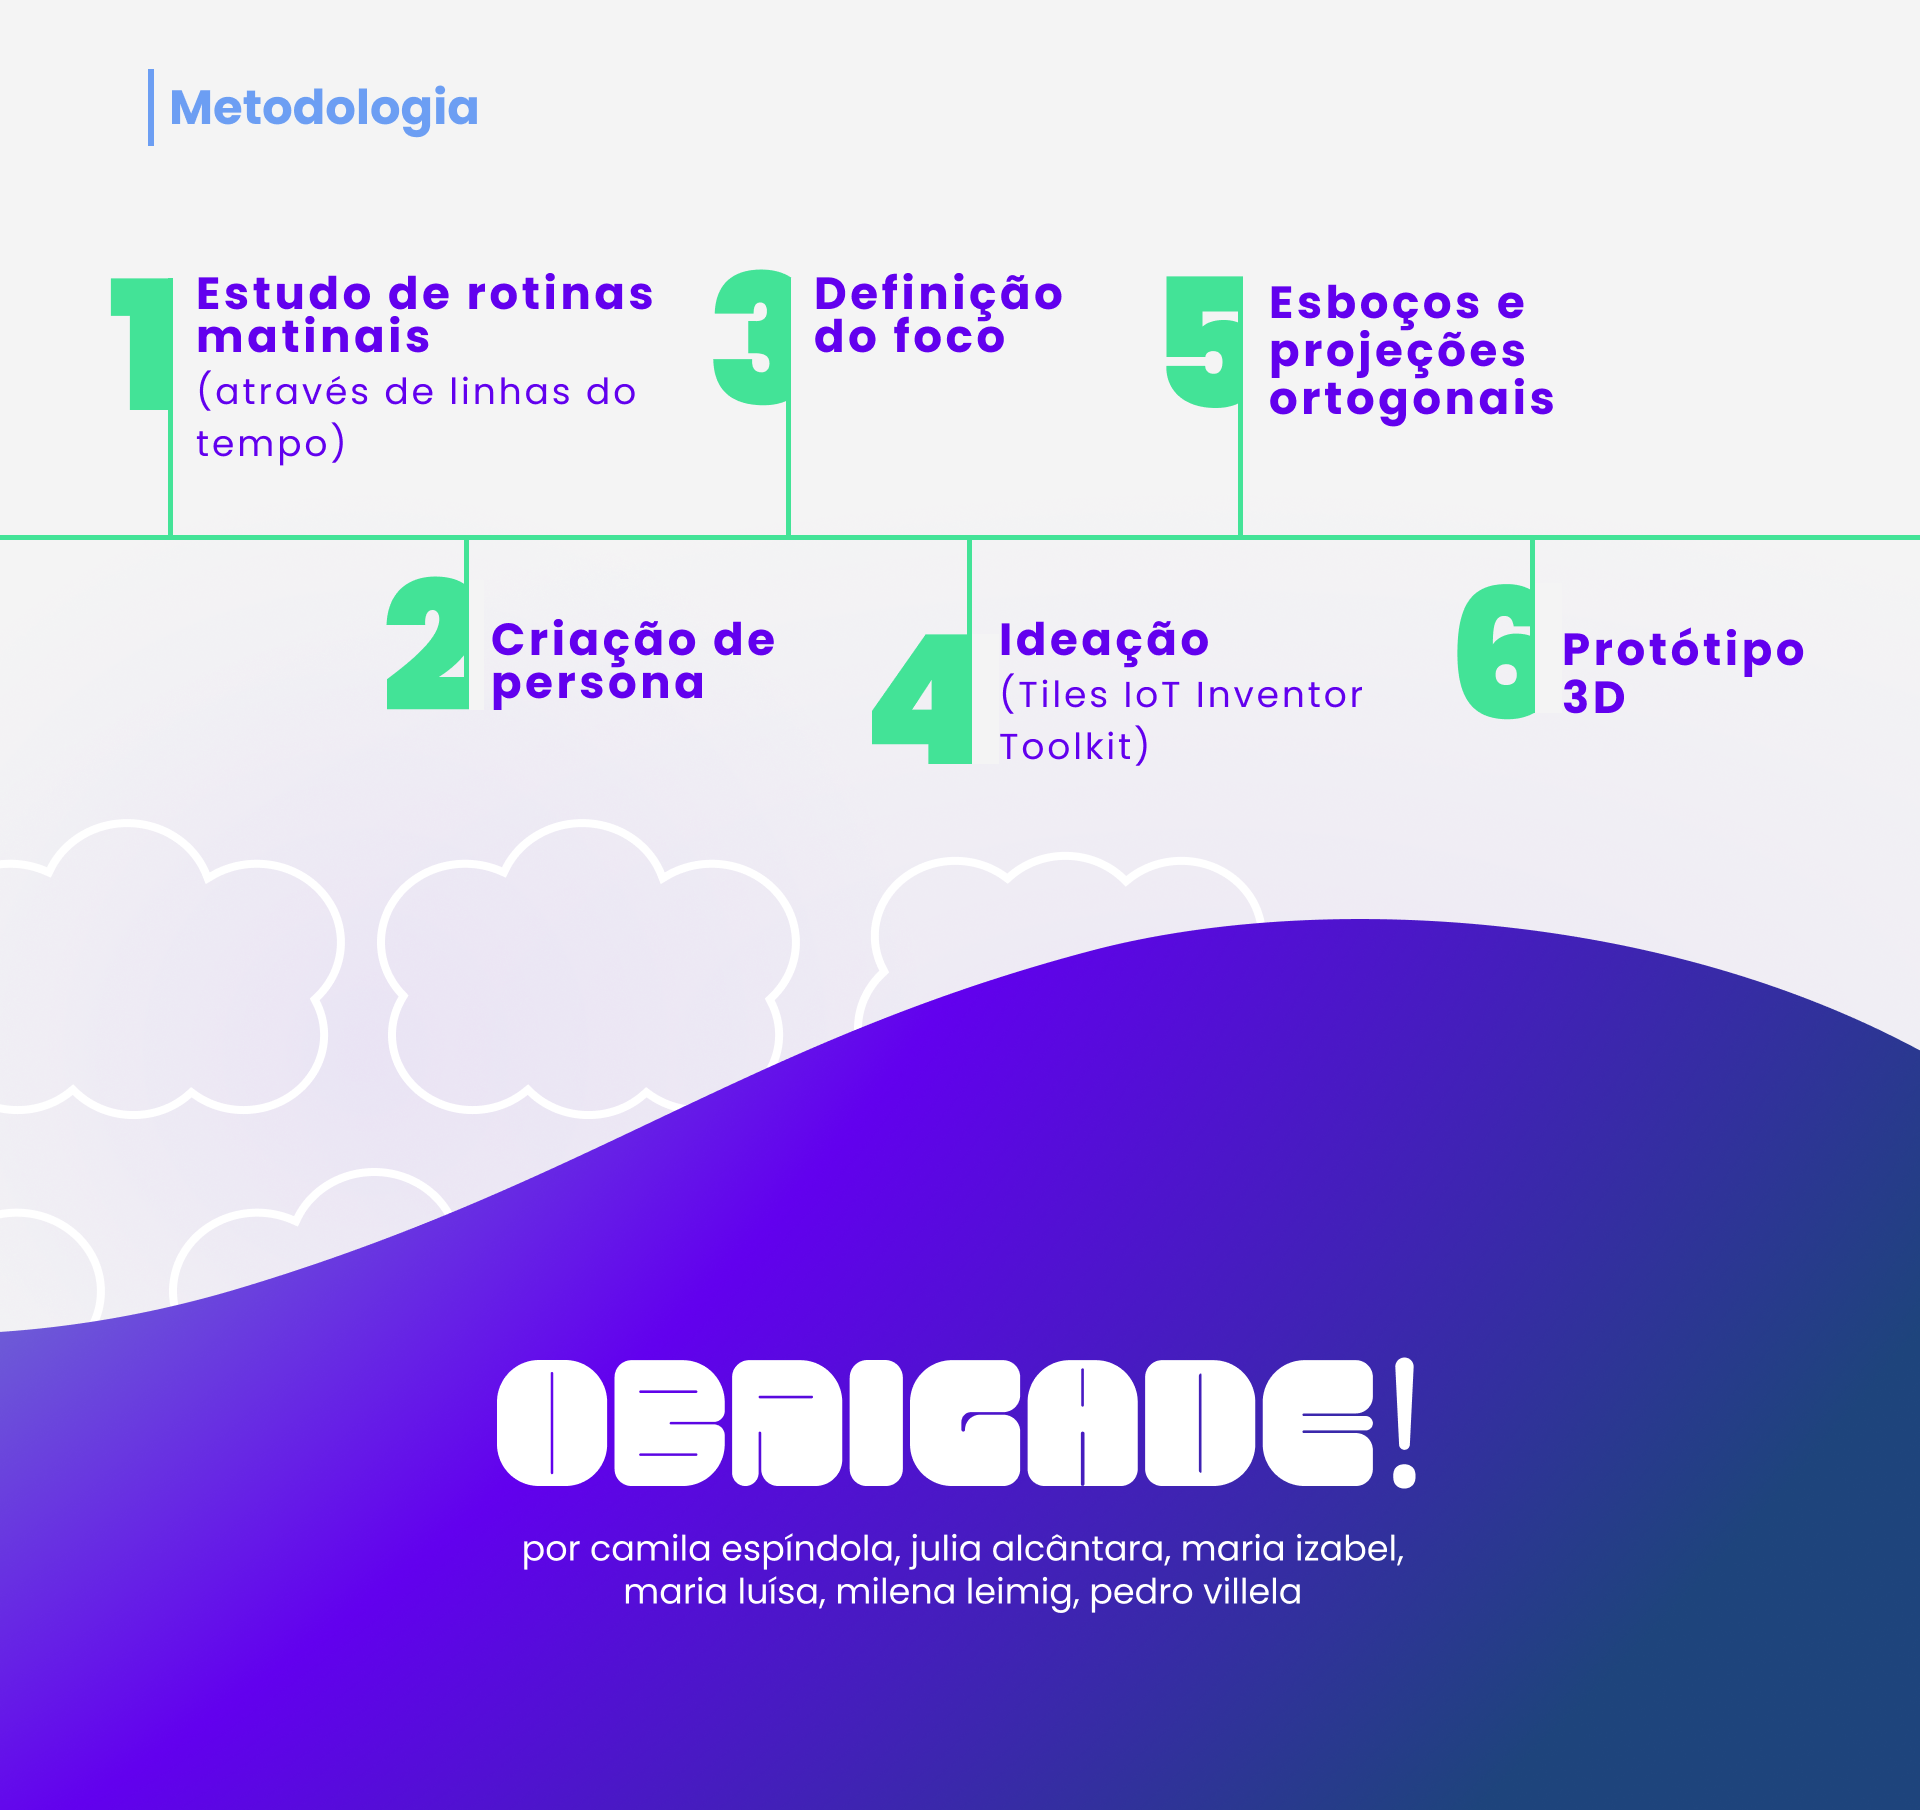 Metodologia
1
Estudo de rotinas
matinais
(através de linhas do
tempo)
2
Criação de
persona
3
Definição
do foco
4
Ideação
(Tiles IoT Inventor
Toolkit)
5
Esboços e
projeções
ortogonais
6
Protótipo
3D
OBRIGADE!
por camila espíndola, julia alcântara, maria izabel,
maria luísa, milena leimig, pedro villela